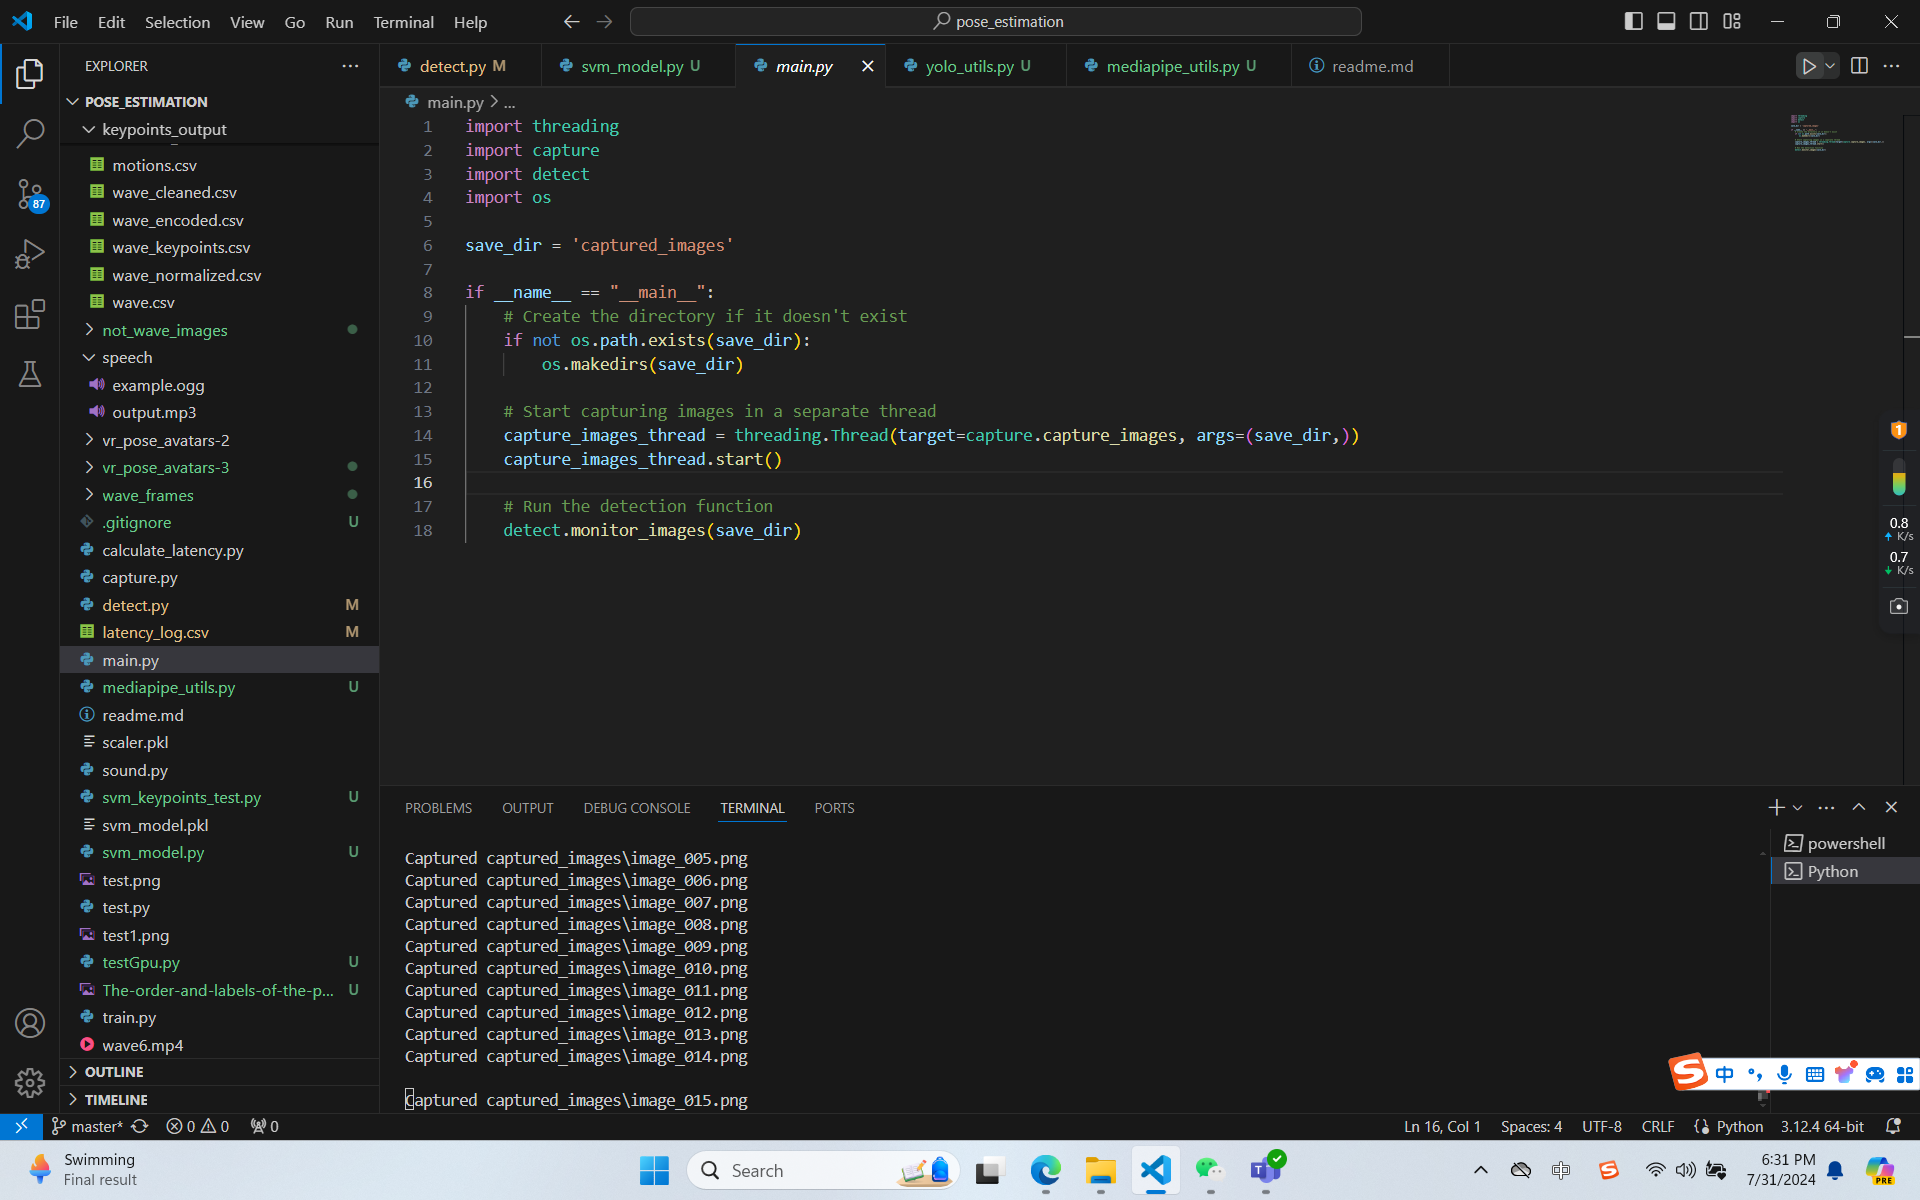 File Edit Selection View Go Run Terminal Help
pose_estimation
EXPLORER
POSE_ESTIMATION
keypoints_output
motions.csv
wave_cleaned.csv
wave_encoded.csv
wave_keypoints.csv
wave_normalized.csv
wave.csv
not_wave_images
speech
example.ogg
output.mp3
vr_pose_avatars-2
vr_pose_avatars-3
wave_frames
.gitignore U
calculate_latency.py
capture.py
detect.py M
latency_log.csv M
main.py
mediapipe_utils.py U
readme.md
scaler.pkl
sound.py
svm_keypoints_test.py U
svm_model.pkl
svm_model.py U
test.png
test.py
test1.png
testGpu.py U
The-order-and-labels-of-the-p... U
train.py
wave6.mp4
OUTLINE
TIMELINE
87
detect.py M svm_model.py U main.py yolo_utils.py U mediapipe_utils.py U readme.md
main.py > ...
1 import threading
2 import capture
3 import detect
4 import os
5
6 save_dir = 'captured_images'
7
8 if __name__ == "__main__":
9 # Create the directory if it doesn't exist
10 if not os.path.exists(save_dir):
11 os.makedirs(save_dir)
12
13 # Start capturing images in a separate thread
14 capture_images_thread = threading.Thread(target=capture.capture_images, args=(save_dir,))
15 capture_images_thread.start()
16
17 # Run the detection function
18 detect.monitor_images(save_dir)
1
0.8
K/s
0.7
K/s
PROBLEMS OUTPUT DEBUG CONSOLE TERMINAL PORTS
powershell
Python
Captured captured_images\image_005.png
Captured captured_images\image_006.png
Captured captured_images\image_007.png
Captured captured_images\image_008.png
Captured captured_images\image_009.png
Captured captured_images\image_010.png
Captured captured_images\image_011.png
Captured captured_images\image_012.png
Captured captured_images\image_013.png
Captured captured_images\image_014.png
Captured captured_images\image_015.png
S 中
master* 0 0 0
Ln 16, Col 1 Spaces: 4 UTF-8 CRLF Python 3.12.4 64-bit
Swimming
Final result
Search
T
中
S
6:31 PM
7/31/2024
PRE